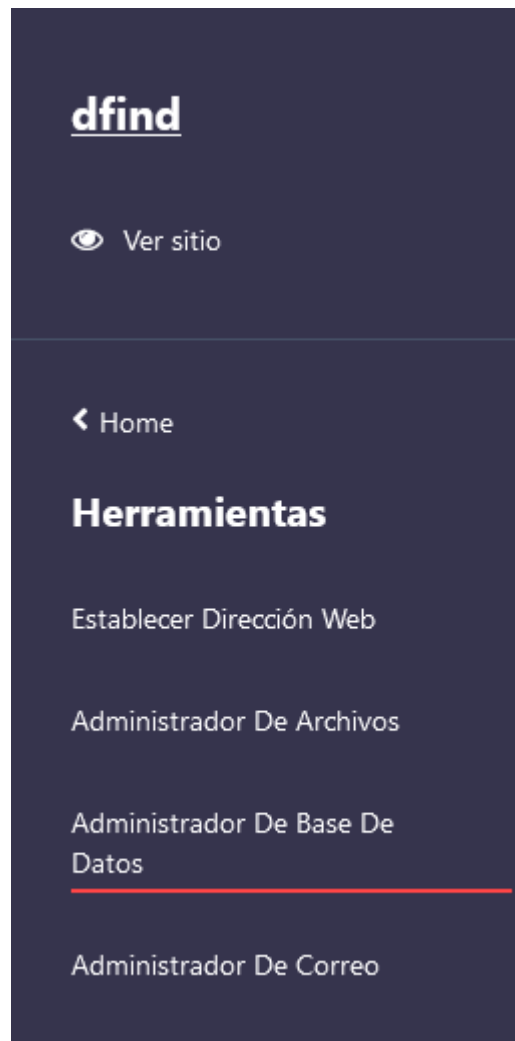 dfind
Ver sitio
Home
Herramientas
Establecer Dirección Web
Administrador De Archivos
Administrador De Base De
Datos
Administrador De Correo